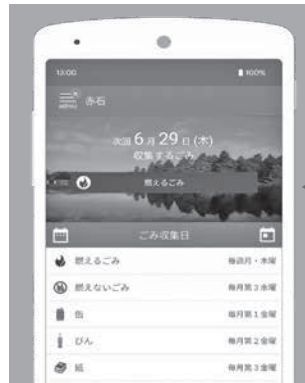 13:00 100%
MENU 赤石
次回 6月29日(木)
収集するごみ
燃えるごみ
ごみ収集日
燃えるごみ 毎週月・木曜
燃えないごみ 毎月第3水曜
缶 毎月第1金曜
びん 毎月第2金曜
紙 毎月第3金曜